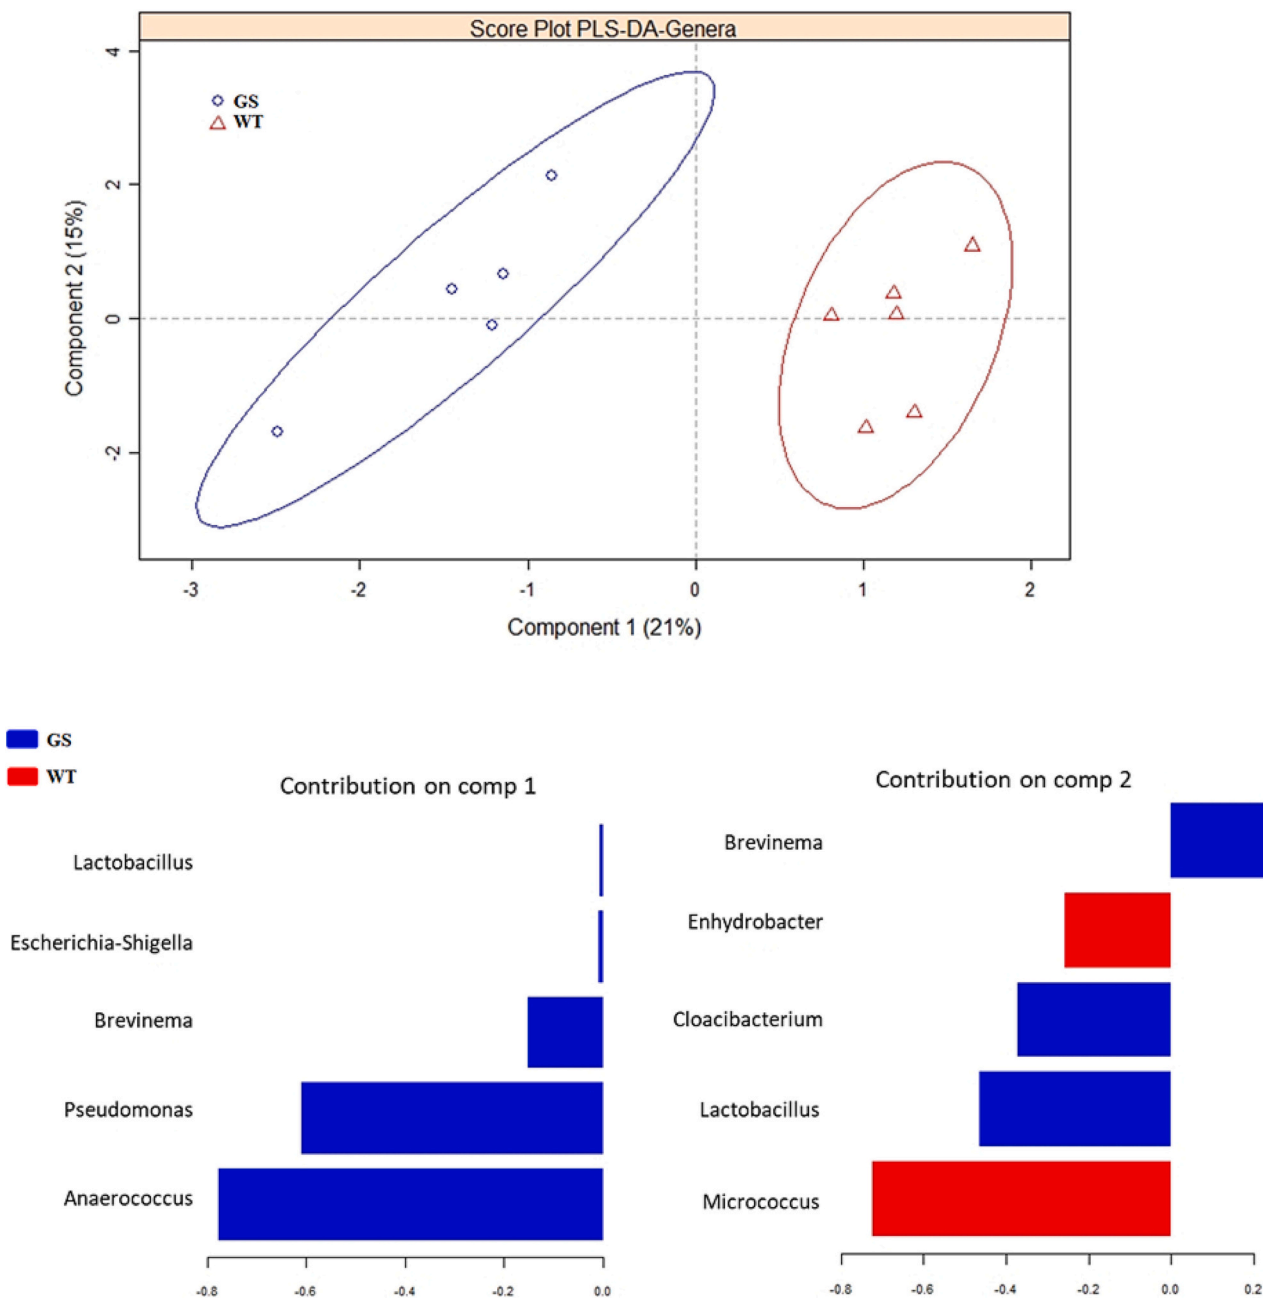 Score Plot PLS-DA-Genera
4
2
0
-2
Component 2 (15%)
GS
WT
-3 -2 -1 0 1 2
Component 1 (21%)
GS
WT
Contribution on comp 1
Lactobacillus
Escherichia-Shigella
Brevinema
Pseudomonas
Anaerococcus
-0.8 -0.6 -0.4 -0.2 0.0
Contribution on comp 2
Brevinema
Enhydrobacter
Cloacibacterium
Lactobacillus
Micrococcus
-0.8 -0.6 -0.4 -0.2 0.0 0.2